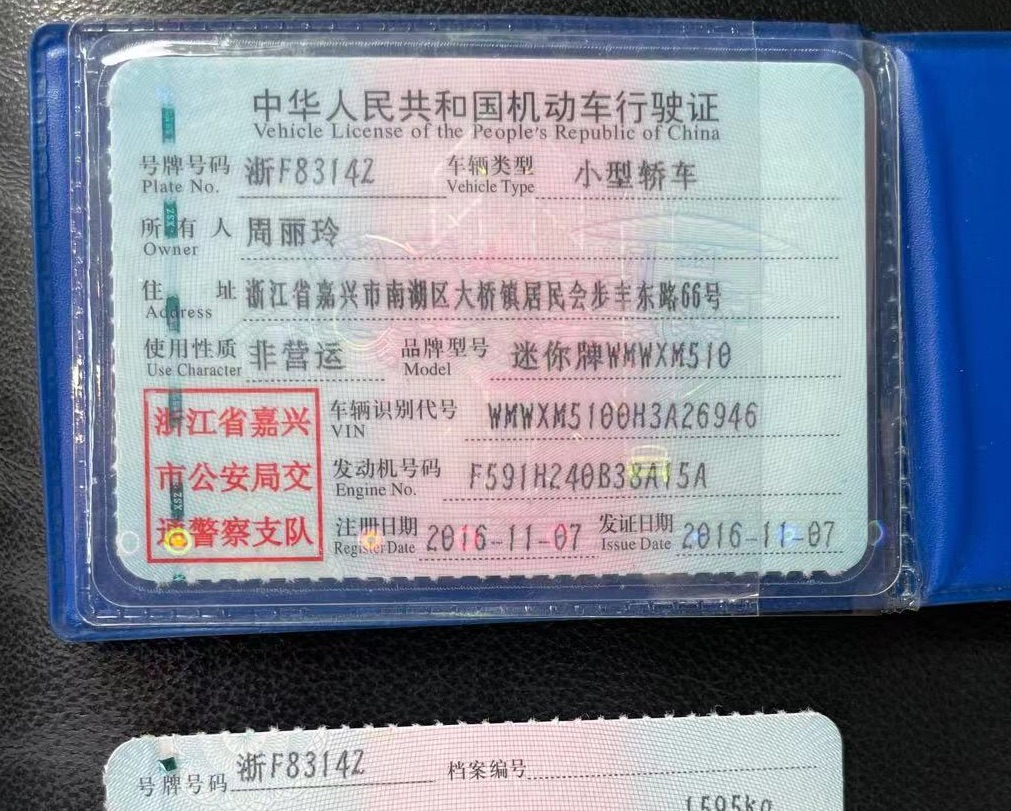 中华人民共和国机动车行驶证
Vehicle License of the People's Republic of China
号牌号码 浙F8314Z 车辆类型 小型轿车
Plate No. Vehicle Type
所有人 周丽玲
Owner
住址 浙江省嘉兴市南湖区大桥镇居民会步丰东路66号
Address
使用性质 非营运 品牌型号 迷你牌WMWXM510
Use Character Model
浙江省嘉兴
市公安局交
通警察支队
车辆识别代号 WMWXM5100H3A26946
VIN
发动机号码 F591H240B38A15A
Engine No.
注册日期 2016-11-07 发证日期 2016-11-07
Register Date Issue Date
号牌号码 浙F8314Z 档案编号
1595kg